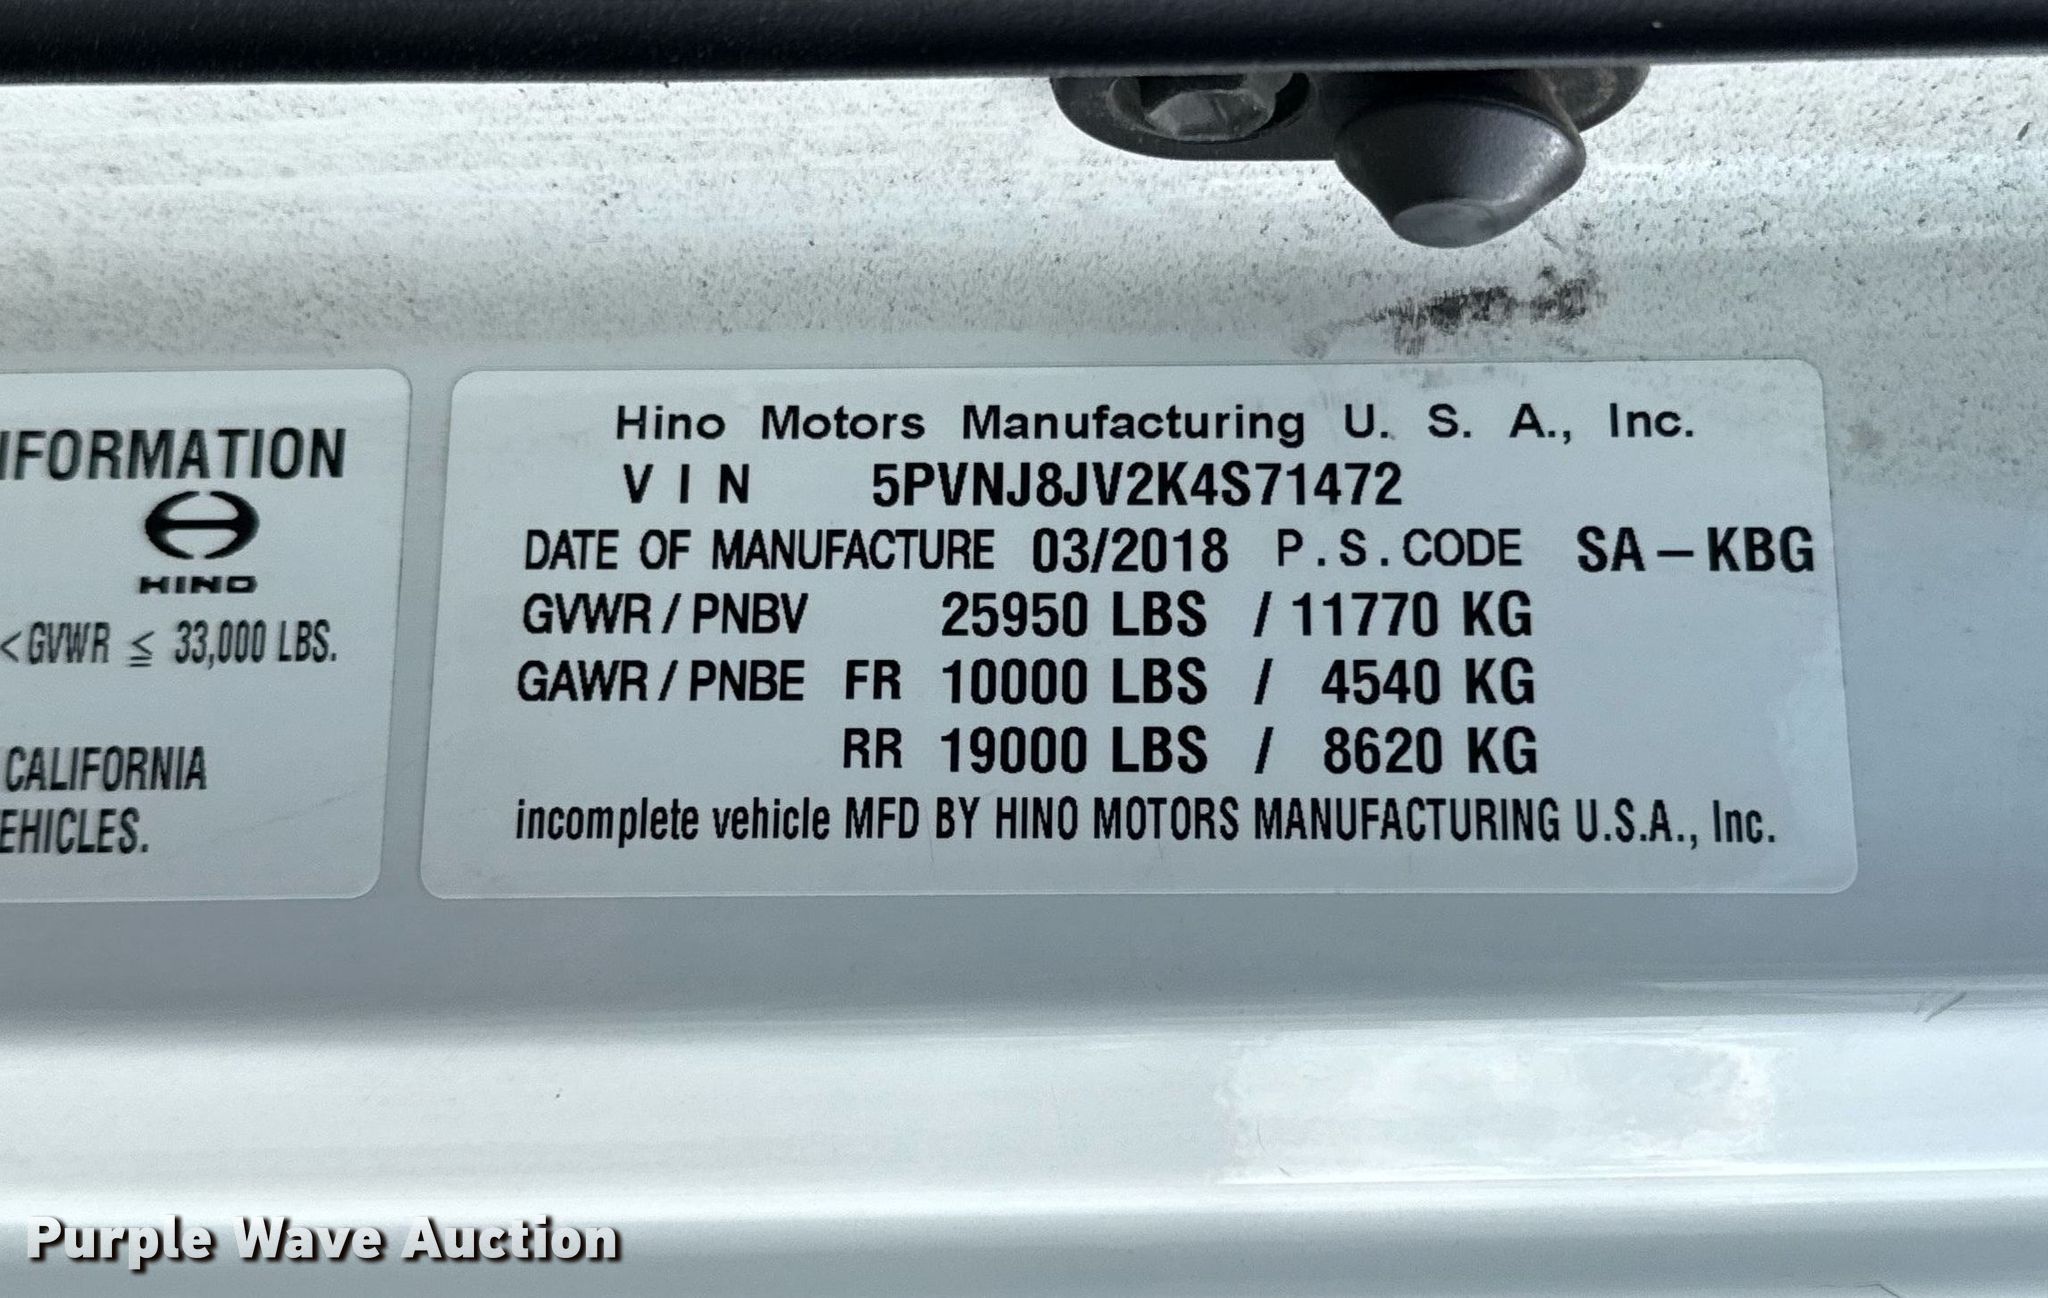 IFORMATION
HINO
<GVWR ≦ 33,000 LBS.
CALIFORNIA
EHICLES.
Hino Motors Manufacturing U. S. A., Inc.
VIN 5PVNJ8JV2K4S71472
DATE OF MANUFACTURE 03/2018 P.S.CODE SA-KBG
GVWR / PNBV 25950 LBS / 11770 KG
GAWR / PNBE FR 10000 LBS / 4540 KG
RR 19000 LBS / 8620 KG
incomplete vehicle MFD BY HINO MOTORS MANUFACTURING U.S.A., Inc.
Purple Wave Auction